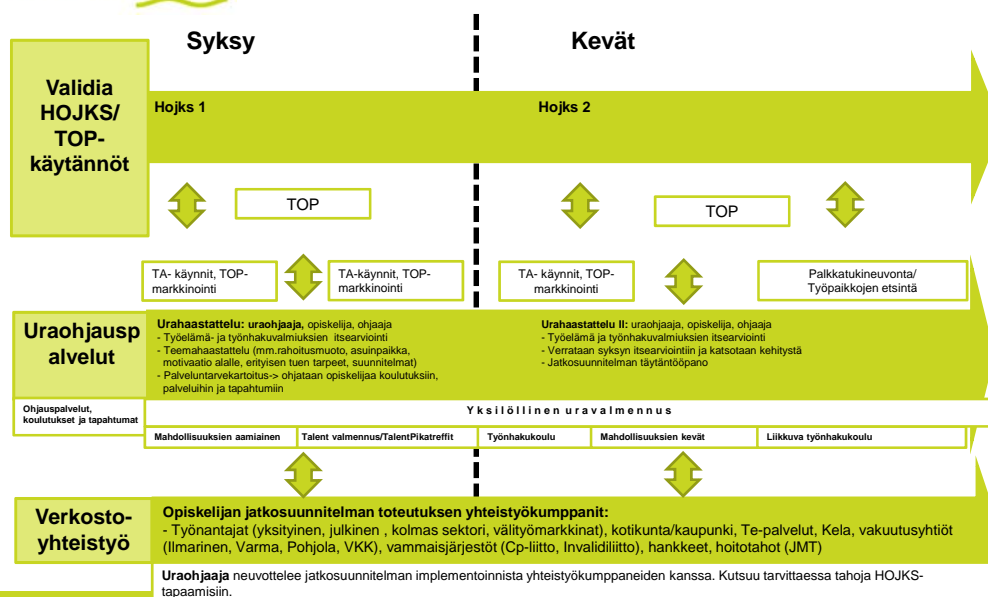 Syksy
Kevät
Validia
HOJKS/
TOP-
käytännöt
Hojks 1
Hojks 2
TOP
TOP
TA- käynnit, TOP-
markkinointi
TA-käynnit, TOP-
markkinointi
TA- käynnit, TOP-
markkinointi
Palkkatukineuvonta/
Työpaikkojen etsintä
Uraohjausp
alvelut
Urahaastattelu: uraohjaaja, opiskelija, ohjaaja
- Työelämä- ja työnhakuvalmiuksien itsearviointi
- Teemahaastattelu (mm.rahoitusmuoto, asuinpaikka,
motivaatio alalle, erityisen tuen tarpeet, suunnitelmat)
- Palveluntarvekartoitus-> ohjataan opiskelijaa koulutuksiin,
palveluihin ja tapahtumiin
Urahaastattelu II: uraohjaaja, opiskelija, ohjaaja
- Työelämä ja työnhakuvalmiuksien itsearviointi
- Verrataan syksyn itsearviointiin ja katsotaan kehitystä
- Jatkosuunnitelman täytäntööpano
Ohjauspalvelut,
koulutukset ja tapahtumat
Yksilöllinen uravalmennus
Mahdollisuuksien aamiainen
Talent valmennus/TalentPikatreffit
Työnhakukoulu
Mahdollisuuksien kevät
Liikkuva työnhakukoulu
Verkosto-
yhteistyö
Opiskelijan jatkosuunnitelman toteutuksen yhteistyökumppanit:
- Työnantajat (yksityinen, julkinen , kolmas sektori, välityömarkkinat), kotikunta/kaupunki, Te-palvelut, Kela, vakuutusyhtiöt
(Ilmarinen, Varma, Pohjola, VKK), vammaisjärjestöt (Cp-liitto, Invalidiliitto), hankkeet, hoitotahot (JMT)
Uraohjaaja neuvottelee jatkosuunnitelman implementoinnista yhteistyökumppaneiden kanssa. Kutsuu tarvittaessa tahoja HOJKS-
tapaamisiin.